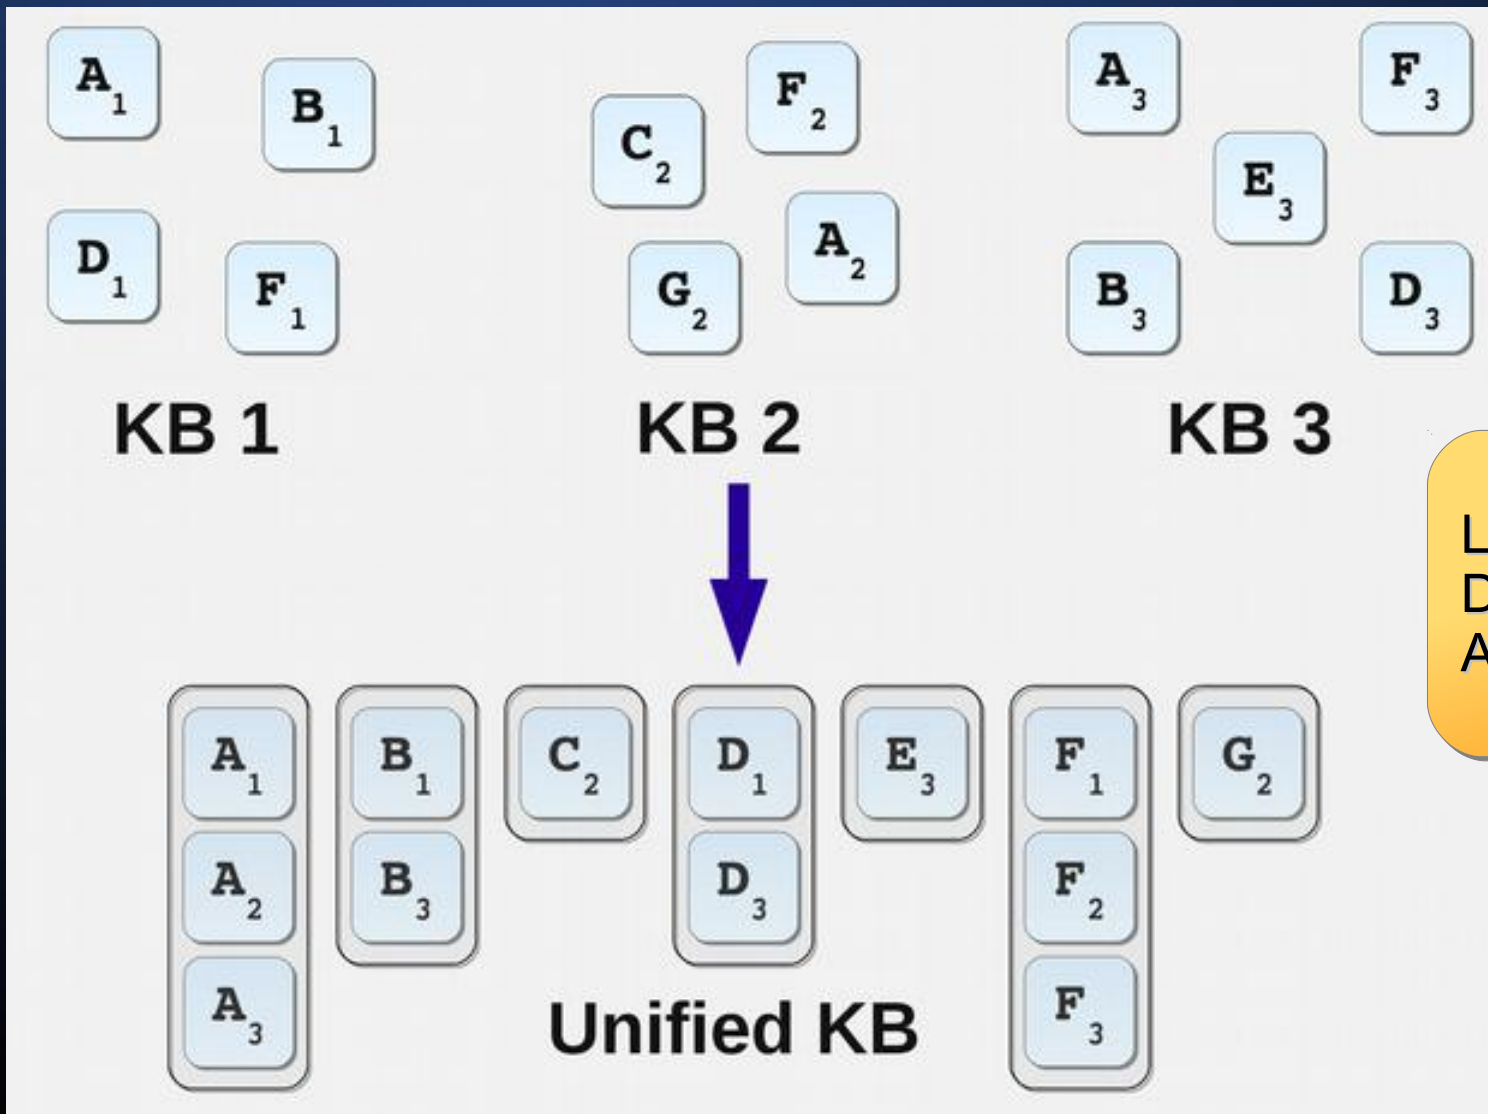 A1 B1 F2 C2 A3 F3
E3
D1 F1 G2 A2 B3 D3
KB 1 KB 2 KB 3
L
D
A
A1 B1 C2 D1 E3 F1 G2
A2 B3 D3 F2
A3 F3
Unified KB